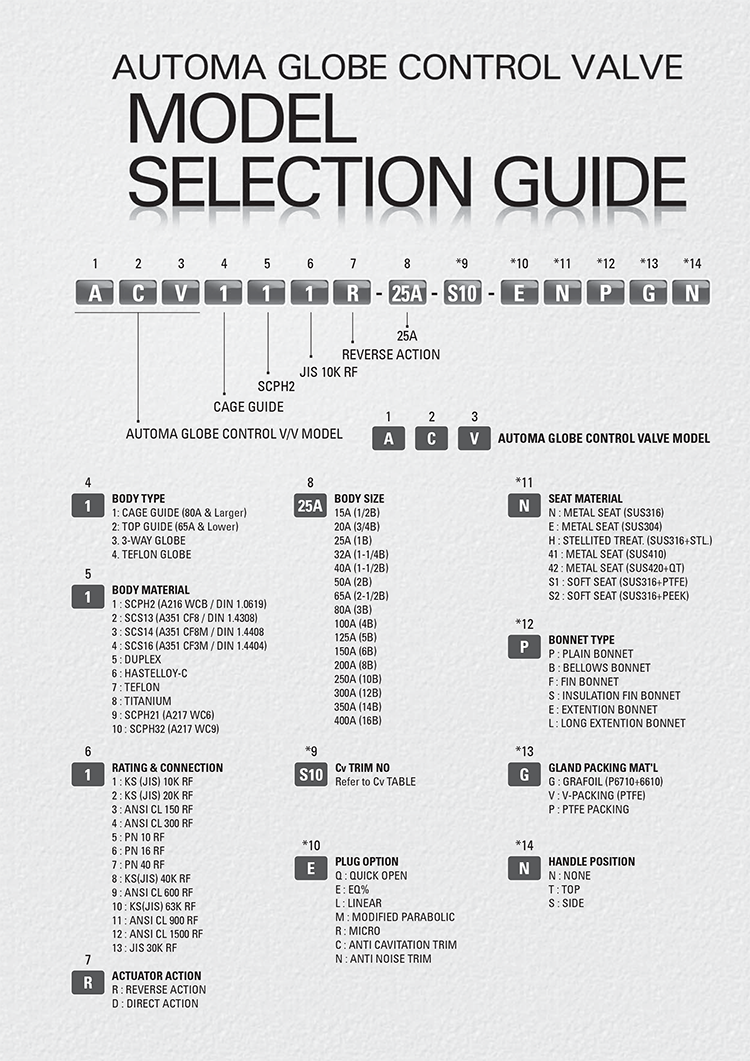 AUTOMA GLOBE CONTROL VALVE
MODEL
SELECTION GUIDE
1 2 3 4 5 6 7 8 *9 *10 *11 *12 *13 *14
A C V 1 1 1 R - 25A - S10 - E N P G N
25A
REVERSE ACTION
JIS 10K RF
SCPH2
CAGE GUIDE
AUTOMA GLOBE CONTROL V/V MODEL
1 2 3
A C V AUTOMA GLOBE CONTROL VALVE MODEL
4
1 BODY TYPE
1: CAGE GUIDE (80A & Larger)
2: TOP GUIDE (65A & Lower)
3. 3-WAY GLOBE
4. TEFLON GLOBE
5
1 BODY MATERIAL
1 : SCPH2 (A216 WCB / DIN 1.0619)
2 : SCS13 (A351 CF8 / DIN 1.4308)
3 : SCS14 (A351 CF8M / DIN 1.4408
4 : SCS16 (A351 CF3M / DIN 1.4404)
5 : DUPLEX
6 : HASTELLOY-C
7 : TEFLON
8 : TITANIUM
9 : SCPH21 (A217 WC6)
10 : SCPH32 (A217 WC9)
6
1 RATING & CONNECTION
1 : KS (JIS) 10K RF
2 : KS (JIS) 20K RF
3 : ANSI CL 150 RF
4 : ANSI CL 300 RF
5 : PN 10 RF
6 : PN 16 RF
7 : PN 40 RF
8 : KS(JIS) 40K RF
9 : ANSI CL 600 RF
10 : KS(JIS) 63K RF
11 : ANSI CL 900 RF
12 : ANSI CL 1500 RF
13 : JIS 30K RF
7
R ACTUATOR ACTION
R : REVERSE ACTION
D : DIRECT ACTION
8
25A BODY SIZE
15A (1/2B)
20A (3/4B)
25A (1B)
32A (1-1/4B)
40A (1-1/2B)
50A (2B)
65A (2-1/2B)
80A (3B)
100A (4B)
125A (5B)
150A (6B)
200A (8B)
250A (10B)
300A (12B)
350A (14B)
400A (16B)
*9
S10 Cv TRIM NO
Refer to Cv TABLE
*10
E PLUG OPTION
Q : QUICK OPEN
E : EQ%
L : LINEAR
M : MODIFIED PARABOLIC
R : MICRO
C : ANTI CAVITATION TRIM
N : ANTI NOISE TRIM
*11
N SEAT MATERIAL
N : METAL SEAT (SUS316)
E : METAL SEAT (SUS304)
H : STELLITED TREAT. (SUS316+STL.)
41 : METAL SEAT (SUS410)
42 : METAL SEAT (SUS420+QT)
S1 : SOFT SEAT (SUS316+PTFE)
S2 : SOFT SEAT (SUS316+PEEK)
*12
P BONNET TYPE
P : PLAIN BONNET
B : BELLOWS BONNET
F : FIN BONNET
S : INSULATION FIN BONNET
E : EXTENTION BONNET
L : LONG EXTENTION BONNET
*13
G GLAND PACKING MAT'L
G : GRAFOIL (P6710+6610)
V : V-PACKING (PTFE)
P : PTFE PACKING
*14
N HANDLE POSITION
N : NONE
T : TOP
S : SIDE